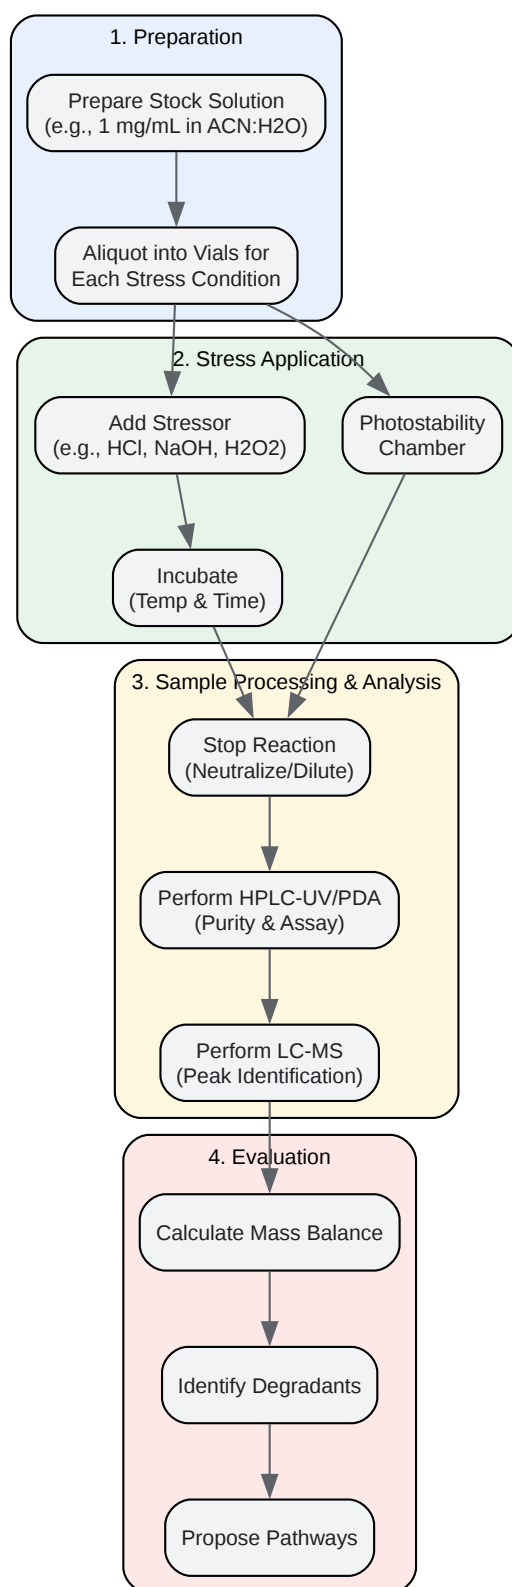 1. Preparation
Prepare Stock Solution
(e.g., 1 mg/mL in ACN:H2O)
Aliquot into Vials for
Each Stress Condition
2. Stress Application
Add Stressor
(e.g., HCl, NaOH, H2O2)
Photostability
Chamber
Incubate
(Temp & Time)
3. Sample Processing & Analysis
Stop Reaction
(Neutralize/Dilute)
Perform HPLC-UV/PDA
(Purity & Assay)
Perform LC-MS
(Peak Identification)
4. Evaluation
Calculate Mass Balance
Identify Degradants
Propose Pathways